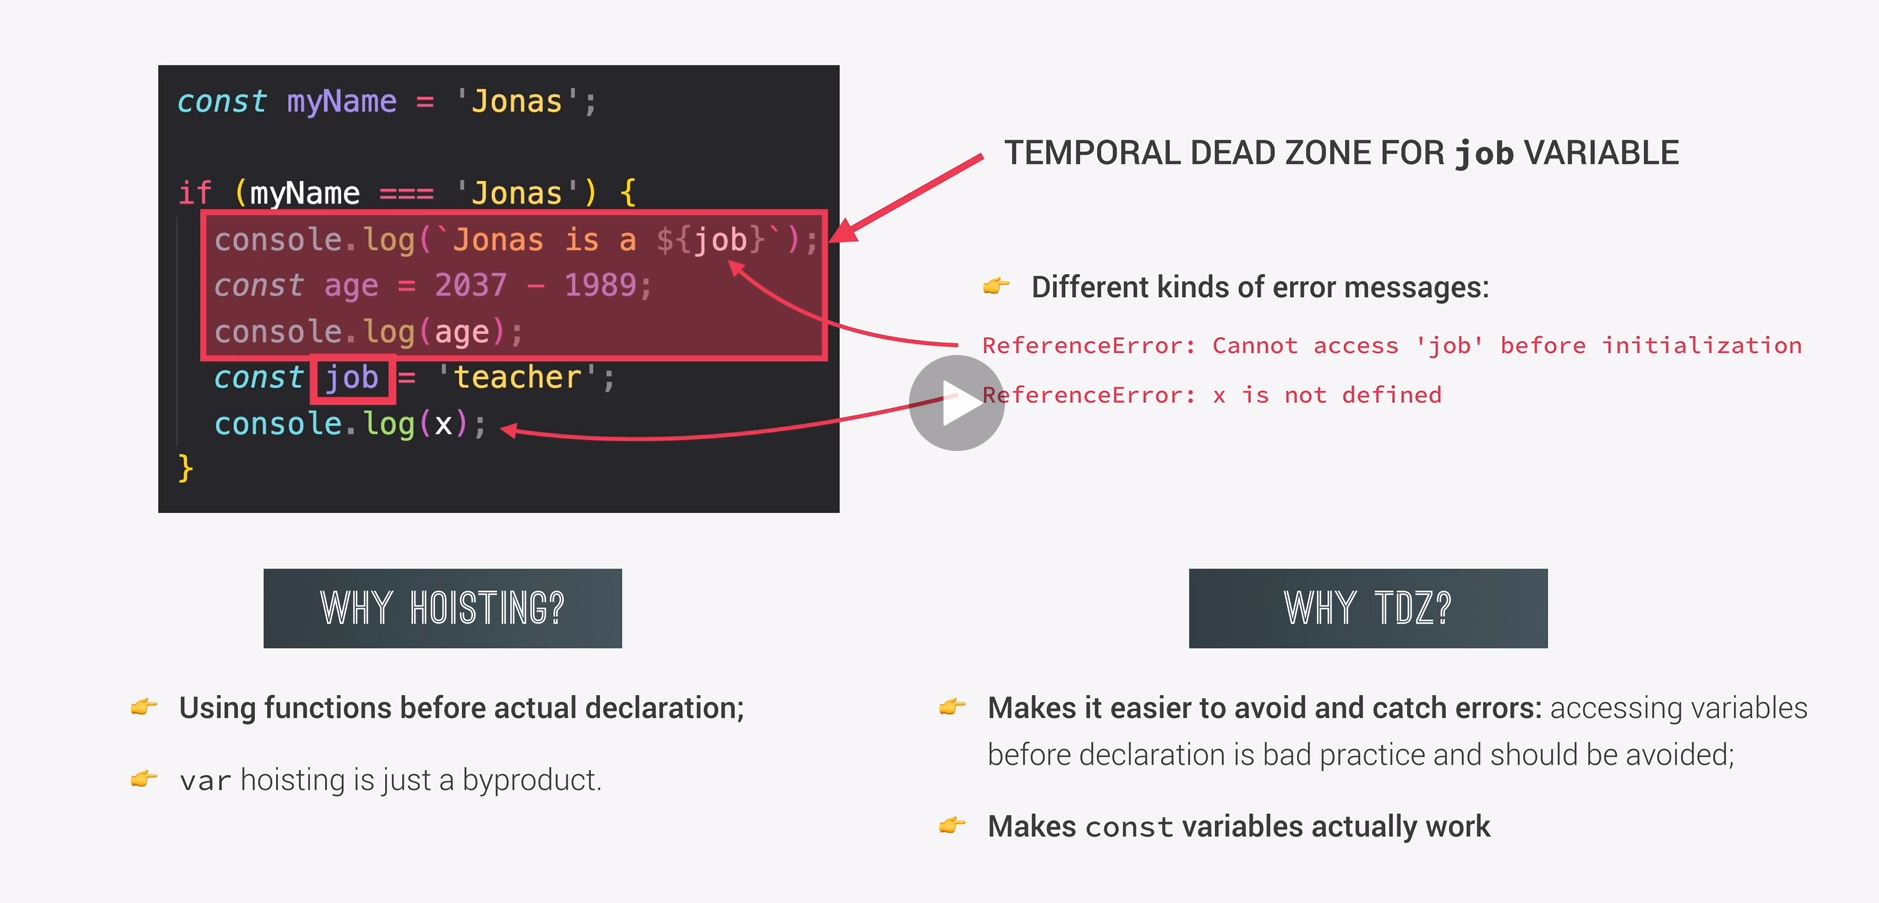 const myName = 'Jonas';
if (myName === 'Jonas') {
console.log(`Jonas is a ${job}`);
const age = 2037 - 1989;
console.log(age);
const job = 'teacher';
console.log(x);
}
TEMPORAL DEAD ZONE FOR job VARIABLE
👉 Different kinds of error messages:
ReferenceError: Cannot access 'job' before initialization
ReferenceError: x is not defined
WHY HOISTING?
👉 Using functions before actual declaration;
👉 var hoisting is just a byproduct.
WHY TDZ?
👉 Makes it easier to avoid and catch errors: accessing variables
before declaration is bad practice and should be avoided;
👉 Makes const variables actually work